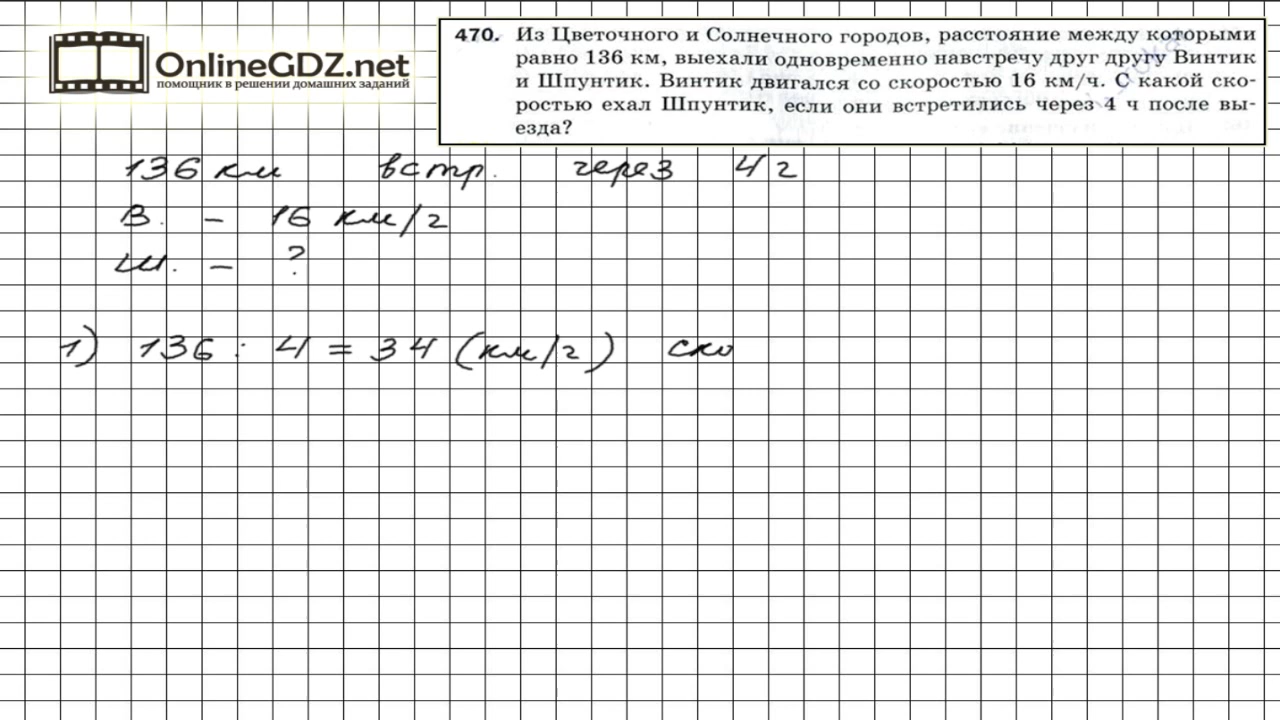 OnlineGDZ.net
помощник в решении домашних заданий
470. Из Цветочного и Солнечного городов, расстояние между которыми
равно 136 км, выехали одновременно навстречу друг другу Винтик
и Шпунтик. Винтик двигался со скоростью 16 км/ч. С какой ско-
ростью ехал Шпунтик, если они встретились через 4 ч после вы-
езда?
136 км встр. через 4 ч
В. – 16 км/ч
Ш. – ?
1) 136 : 4 = 34 (км/ч) ско